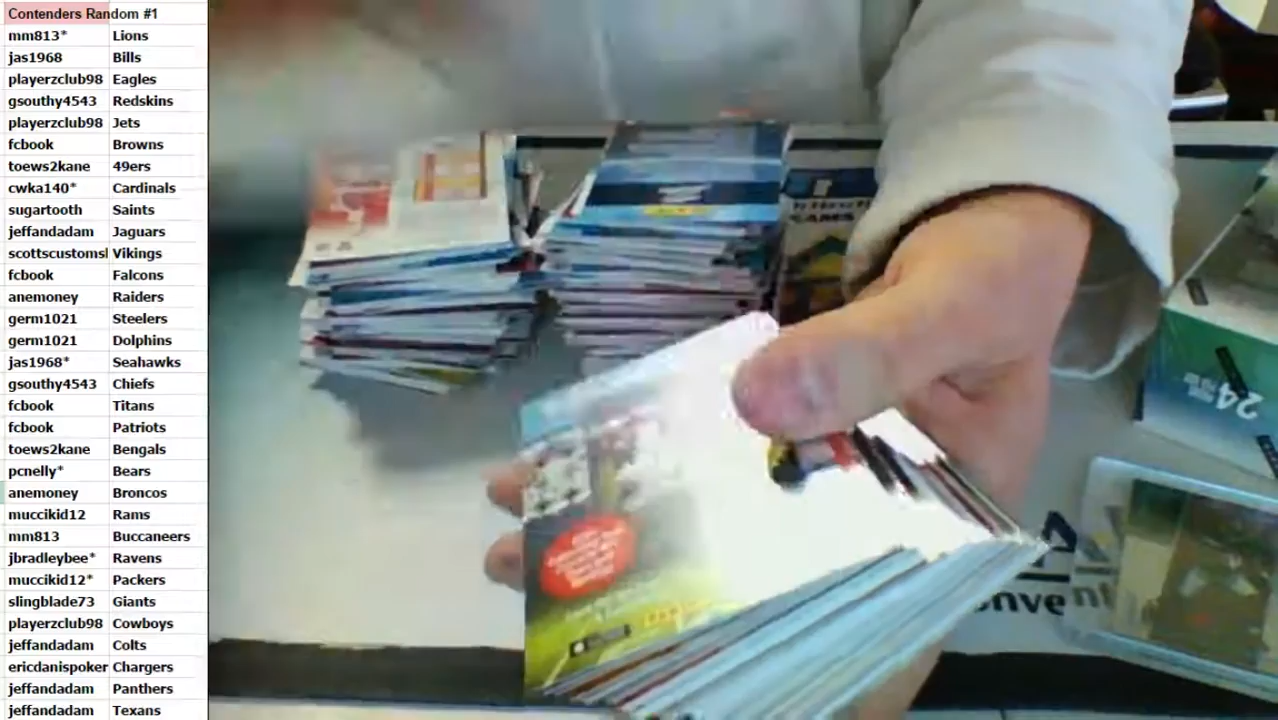 Contenders Random #1
mm813* Lions
jas1968 Bills
playerzclub98 Eagles
gsouthy4543 Redskins
playerzclub98 Jets
fcbook Browns
toews2kane 49ers
cwka140* Cardinals
sugartooth Saints
jeffandadam Jaguars
scottscustomsl Vikings
fcbook Falcons
anemoney Raiders
germ1021 Steelers
germ1021 Dolphins
jas1968* Seahawks
gsouthy4543 Chiefs
fcbook Titans
fcbook Patriots
toews2kane Bengals
pcnelly* Bears
anemoney Broncos
muccikid12 Rams
mm813 Buccaneers
jbradleybee* Ravens
muccikid12* Packers
slingblade73 Giants
playerzclub98 Cowboys
jeffandadam Colts
ericdanispoker Chargers
jeffandadam Panthers
jeffandadam Texans
24